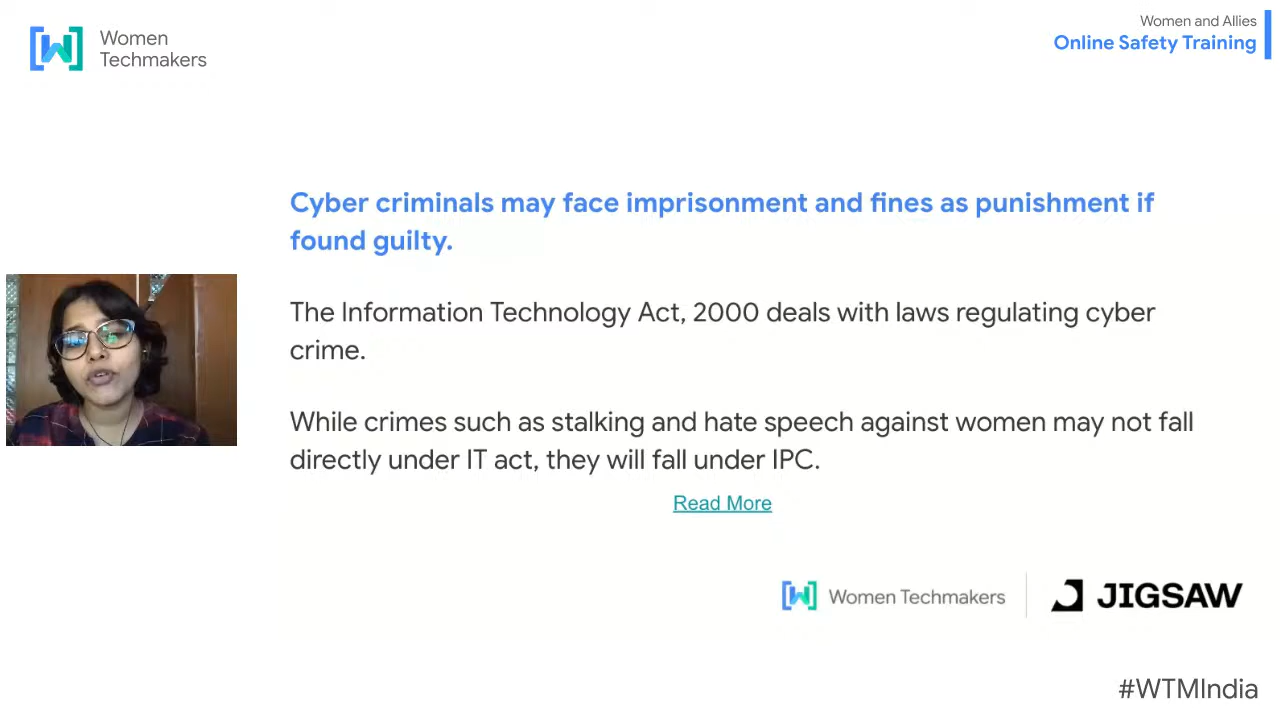 Women
Techmakers
Women and Allies
Online Safety Training
Cyber criminals may face imprisonment and fines as punishment if
found guilty.
The Information Technology Act, 2000 deals with laws regulating cyber
crime.
While crimes such as stalking and hate speech against women may not fall
directly under IT act, they will fall under IPC.
Read More
Women Techmakers
JIGSAW
#WTMIndia